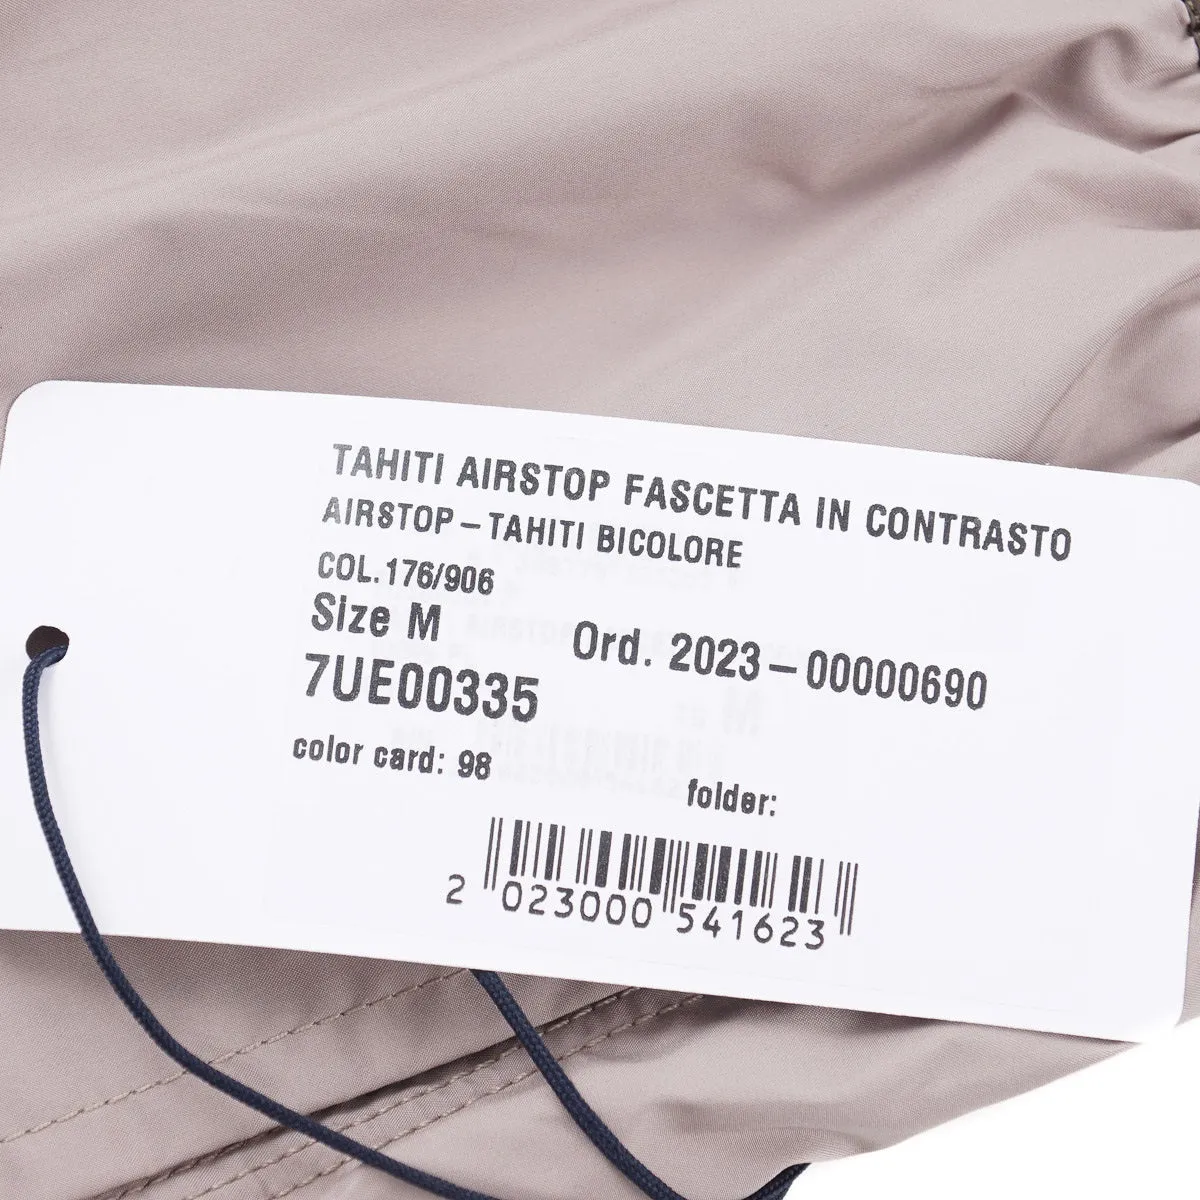 TAHITI AIRSTOP FASCETTA IN CONTRASTO
AIRSTOP – TAHITI BICOLORE
COL.176/906
Size M
Ord. 2023 – 00000690
7UE00335
color card: 98
folder:
2 023000 541623